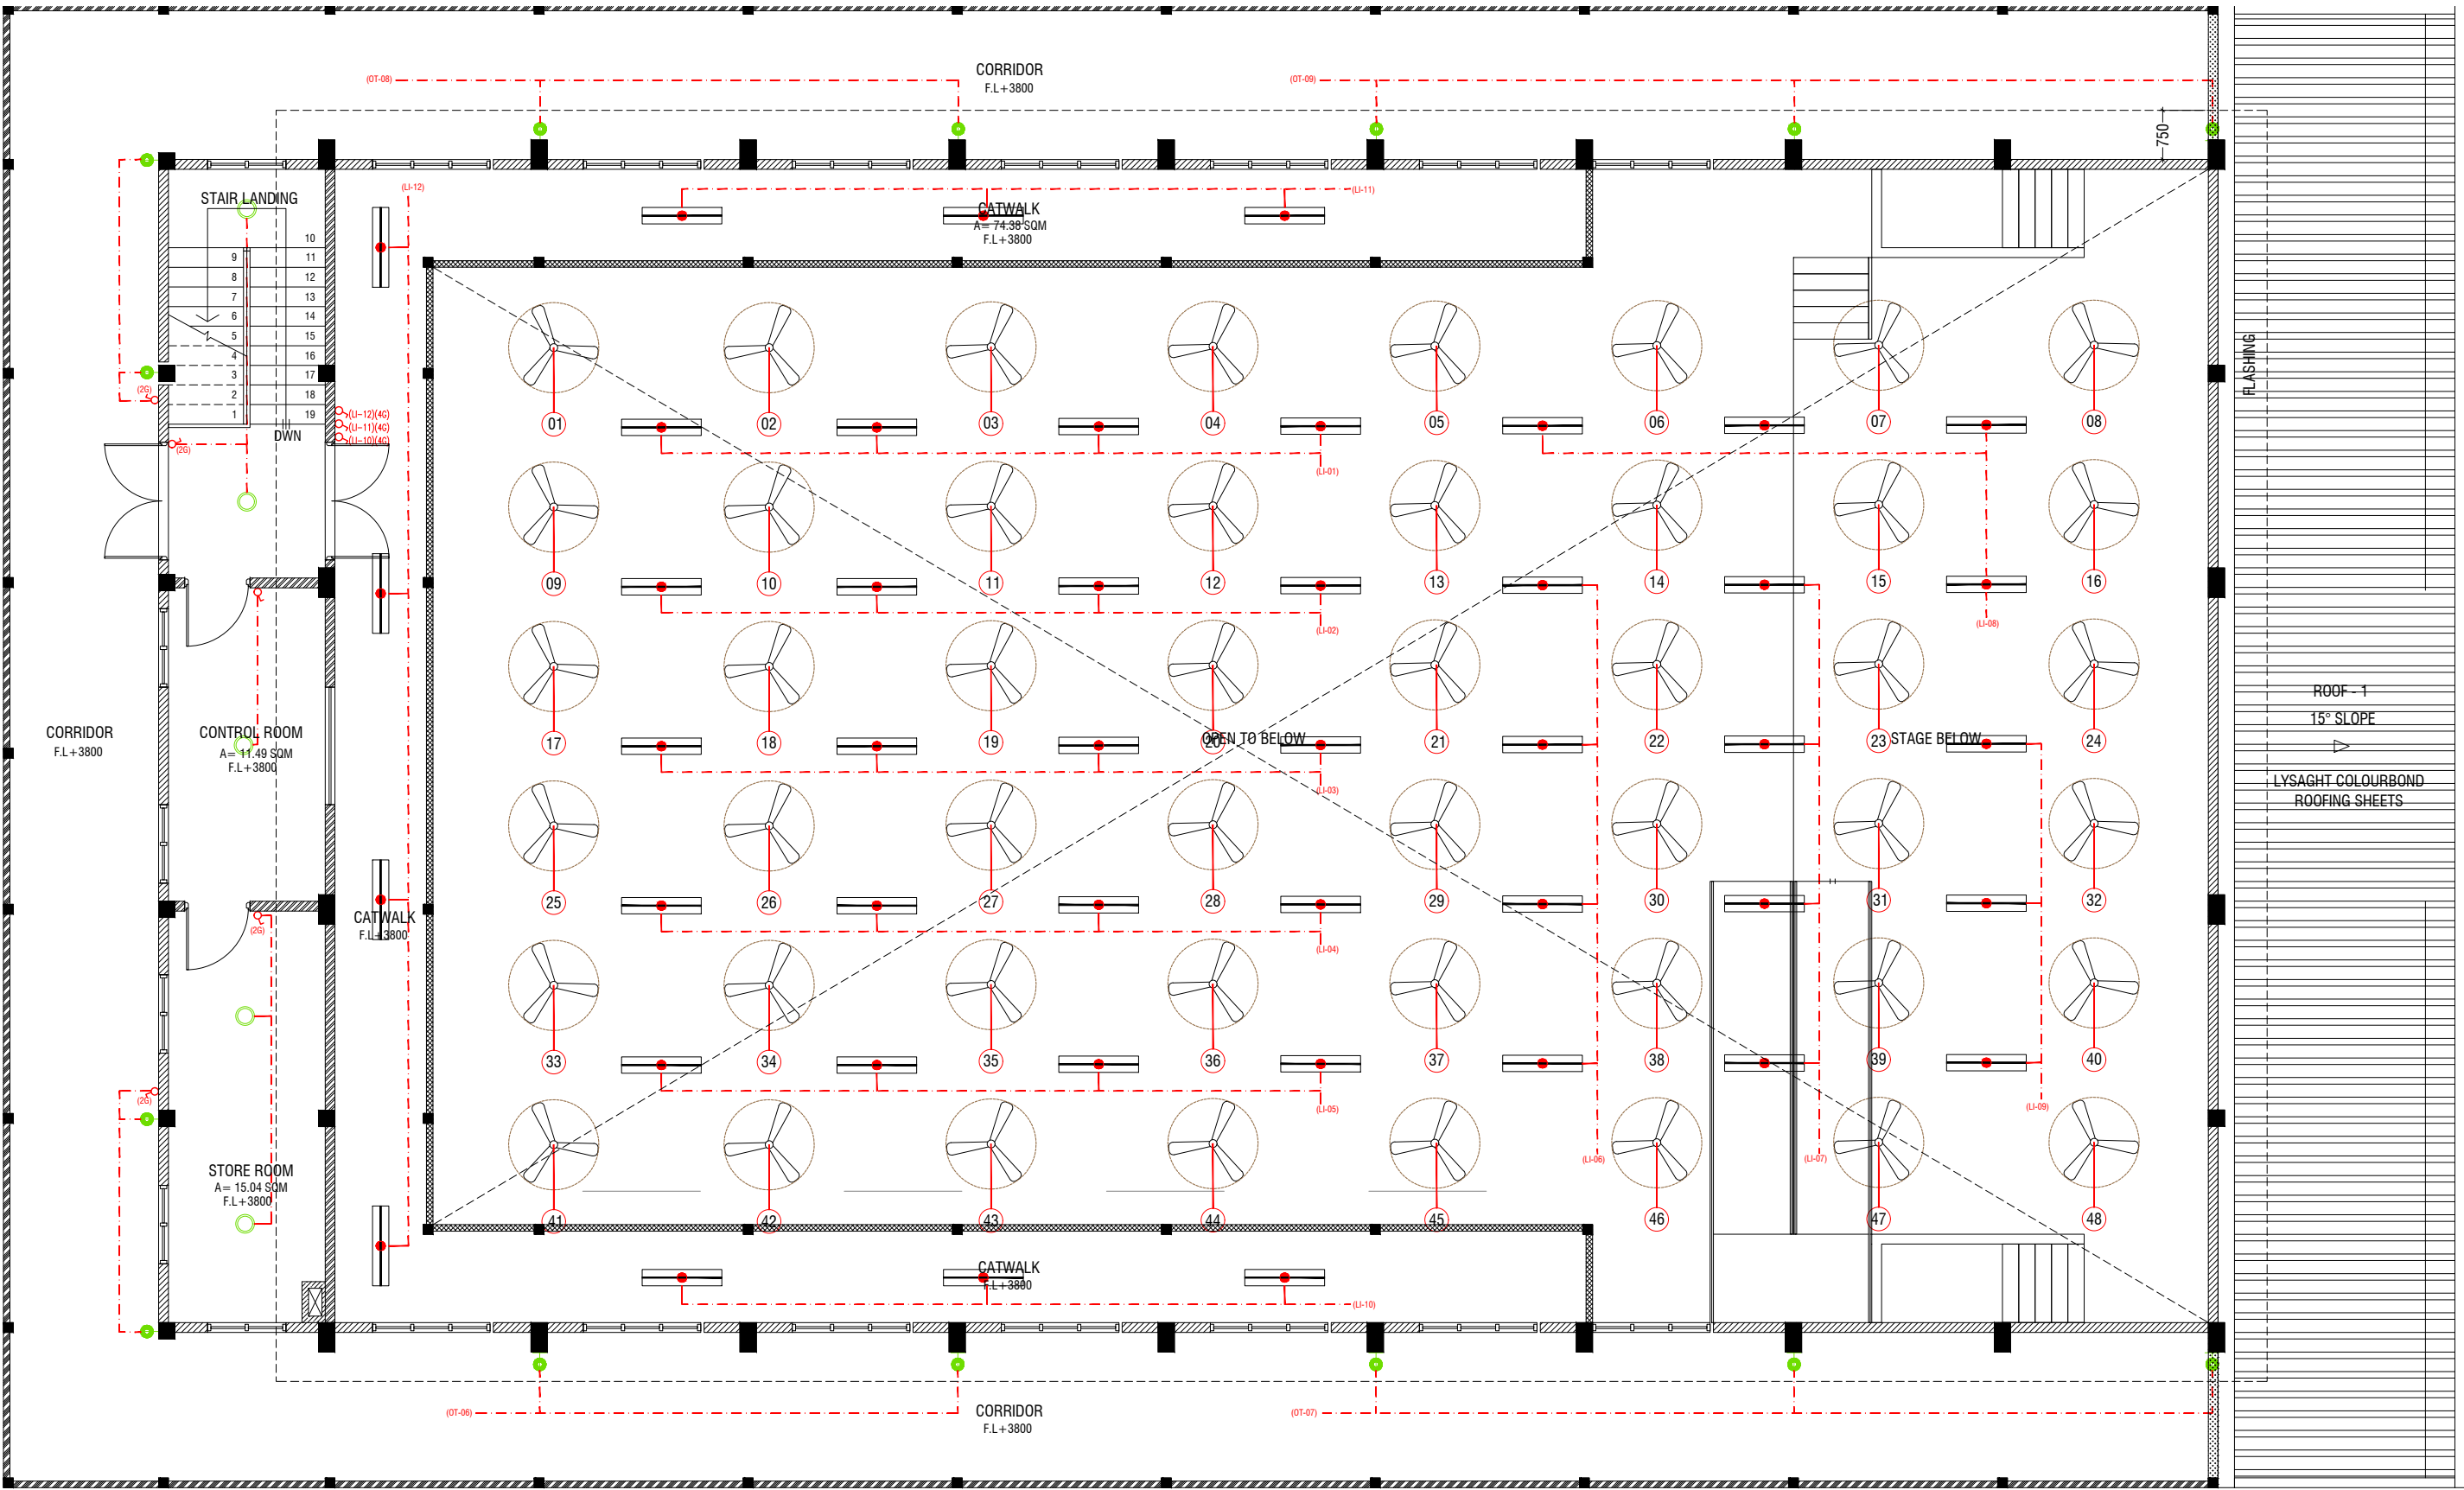 CORRIDOR
F.L+3800
(OT-08)
(OT-09)
750
STAIR LANDING
(LI-12)
(LI-11)
CATWALK
A= 74.38 SQM
F.L+3800
10
9
11
8
12
7
13
6
14
5
15
4
16
3
17
2
18
1
19
DWN
(2G)
(2G)
(LI-12)(4G)
(LI-11)(4G)
(LI-10)(4G)
FLASHING
01
02
03
04
05
06
07
08
(LI-01)
09
10
11
12
13
14
15
16
(LI-02)
(LI-08)
17
18
19
20
21
22
23
24
OPEN TO BELOW
STAGE BELOW
(LI-03)
CORRIDOR
F.L+3800
CONTROL ROOM
A= 11.49 SQM
F.L+3800
ROOF - 1
15° SLOPE
LYSAGHT COLOURBOND
ROOFING SHEETS
25
26
27
28
29
30
31
32
CATWALK
F.L+3800
(2G)
(LI-04)
33
34
35
36
37
38
39
40
(2G)
(LI-05)
(LI-09)
(LI-06)
(LI-07)
STORE ROOM
A= 15.04 SQM
F.L+3800
41
42
43
44
45
46
47
48
CATWALK
F.L+3800
(LI-10)
(OT-06)
(OT-07)
CORRIDOR
F.L+3800